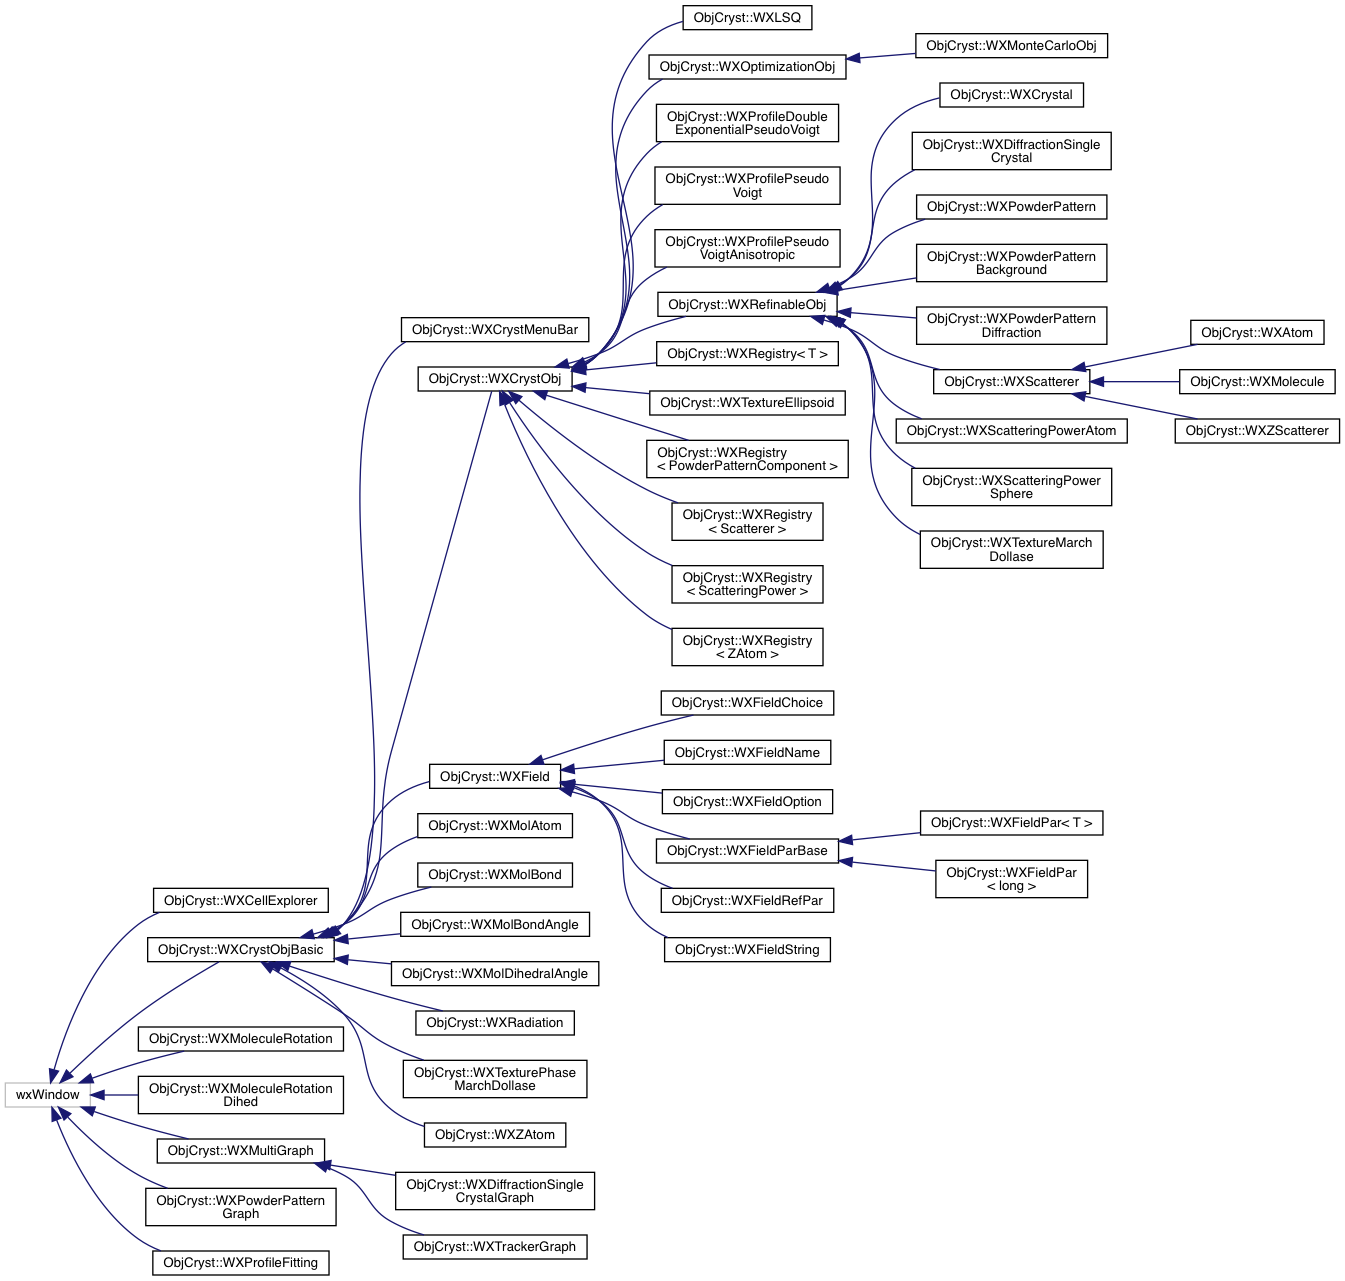 wxWindow
ObjCryst::WXCellExplorer
ObjCryst::WXCrystObjBasic
ObjCryst::WXMoleculeRotation
ObjCryst::WXMoleculeRotation
Dihed
ObjCryst::WXMultiGraph
ObjCryst::WXPowderPattern
Graph
ObjCryst::WXProfileFitting
ObjCryst::WXCrystMenuBar
ObjCryst::WXCrystObj
ObjCryst::WXField
ObjCryst::WXMolAtom
ObjCryst::WXMolBond
ObjCryst::WXMolBondAngle
ObjCryst::WXMolDihedralAngle
ObjCryst::WXRadiation
ObjCryst::WXTexturePhase
MarchDollase
ObjCryst::WXZAtom
ObjCryst::WXDiffractionSingle
CrystalGraph
ObjCryst::WXTrackerGraph
ObjCryst::WXLSQ
ObjCryst::WXOptimizationObj
ObjCryst::WXProfileDouble
ExponentialPseudoVoigt
ObjCryst::WXProfilePseudo
Voigt
ObjCryst::WXProfilePseudo
VoigtAnisotropic
ObjCryst::WXRefinableObj
ObjCryst::WXRegistry< T >
ObjCryst::WXTextureEllipsoid
ObjCryst::WXRegistry
< PowderPatternComponent >
ObjCryst::WXRegistry
< Scatterer >
ObjCryst::WXRegistry
< ScatteringPower >
ObjCryst::WXRegistry
< ZAtom >
ObjCryst::WXFieldChoice
ObjCryst::WXFieldName
ObjCryst::WXFieldOption
ObjCryst::WXFieldParBase
ObjCryst::WXFieldRefPar
ObjCryst::WXFieldString
ObjCryst::WXMonteCarloObj
ObjCryst::WXCrystal
ObjCryst::WXDiffractionSingle
Crystal
ObjCryst::WXPowderPattern
ObjCryst::WXPowderPattern
Background
ObjCryst::WXPowderPattern
Diffraction
ObjCryst::WXScatterer
ObjCryst::WXScatteringPowerAtom
ObjCryst::WXScatteringPower
Sphere
ObjCryst::WXTextureMarch
Dollase
ObjCryst::WXFieldPar< T >
ObjCryst::WXFieldPar
< long >
ObjCryst::WXAtom
ObjCryst::WXMolecule
ObjCryst::WXZScatterer